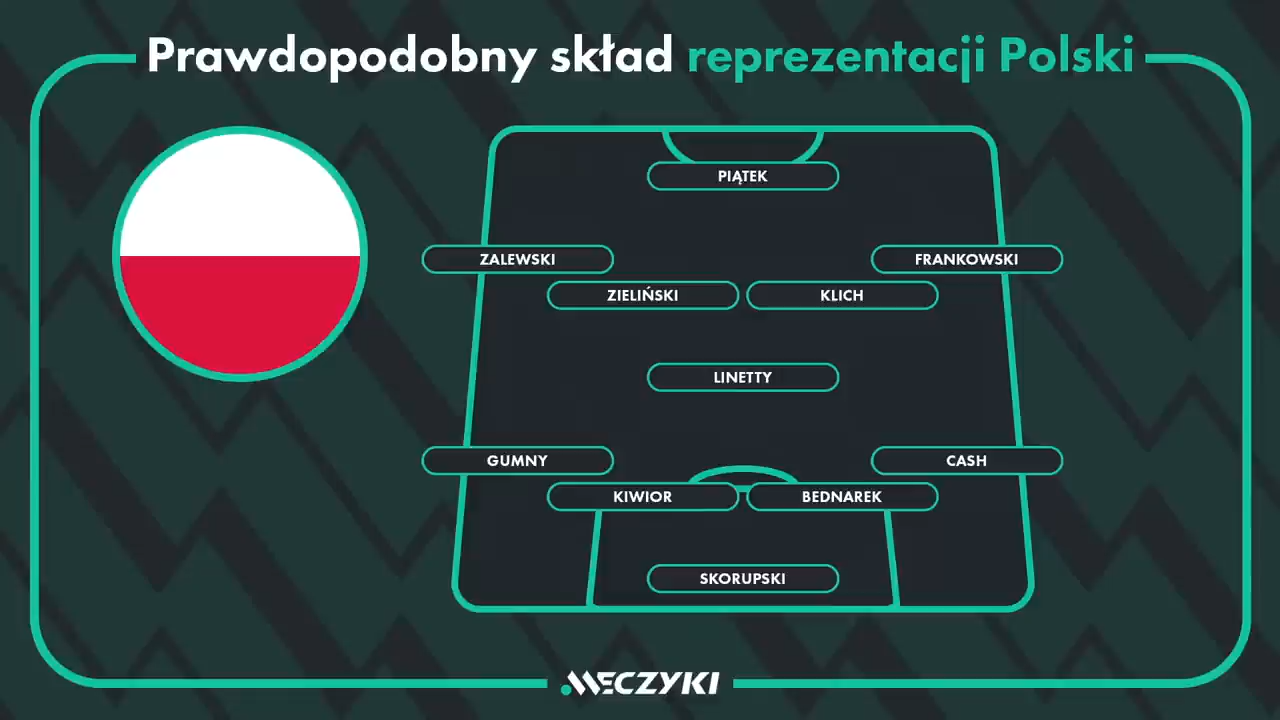 Prawdopodobny skład reprezentacji Polski
PIĄTEK
ZALEWSKI
FRANKOWSKI
ZIELIŃSKI
KLICH
LINETTY
GUMNY
CASH
KIWIOR
BEDNAREK
SKORUPSKI
MECZYKI